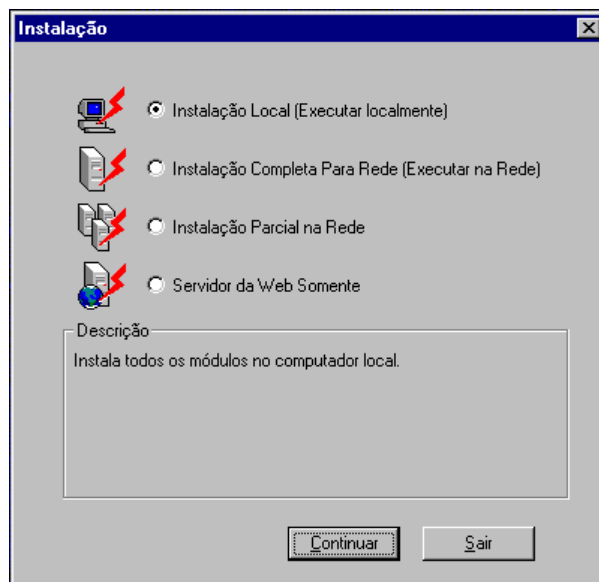 Instalação
Instalação Local (Executar localmente)
Instalação Completa Para Rede (Executar na Rede)
Instalação Parcial na Rede
Servidor da Web Somente
Descrição
Instala todos os módulos no computador local.
Continuar
Sair